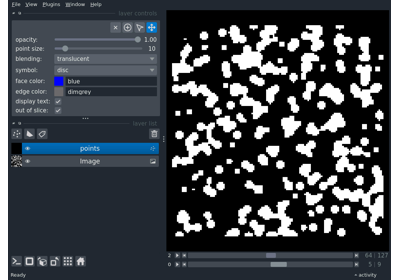 File View Plugins Window Help
layer controls
opacity: 1.00
point size: 10
blending: translucent
symbol: disc
face color: blue
edge color: dimgrey
display text:
out of slice:
layer list
points
Image
2 64 127
0 5 9
Ready activity